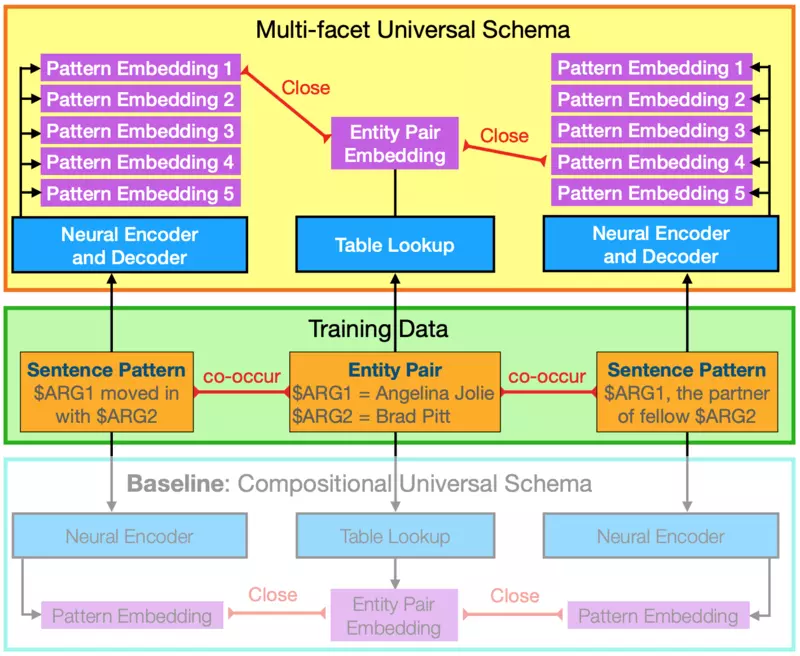 Multi-facet Universal Schema
Pattern Embedding 1
Pattern Embedding 2
Pattern Embedding 3
Pattern Embedding 4
Pattern Embedding 5
Close
Entity Pair
Embedding
Close
Pattern Embedding 1
Pattern Embedding 2
Pattern Embedding 3
Pattern Embedding 4
Pattern Embedding 5
Neural Encoder
and Decoder
Table Lookup
Neural Encoder
and Decoder
Training Data
Sentence Pattern
$ARG1 moved in
with $ARG2
co-occur
Entity Pair
$ARG1 = Angelina Jolie
$ARG2 = Brad Pitt
co-occur
Sentence Pattern
$ARG1, the partner
of fellow $ARG2
Baseline: Compositional Universal Schema
Neural Encoder
Table Lookup
Neural Encoder
Pattern Embedding
Close
Entity Pair
Embedding
Close
Pattern Embedding